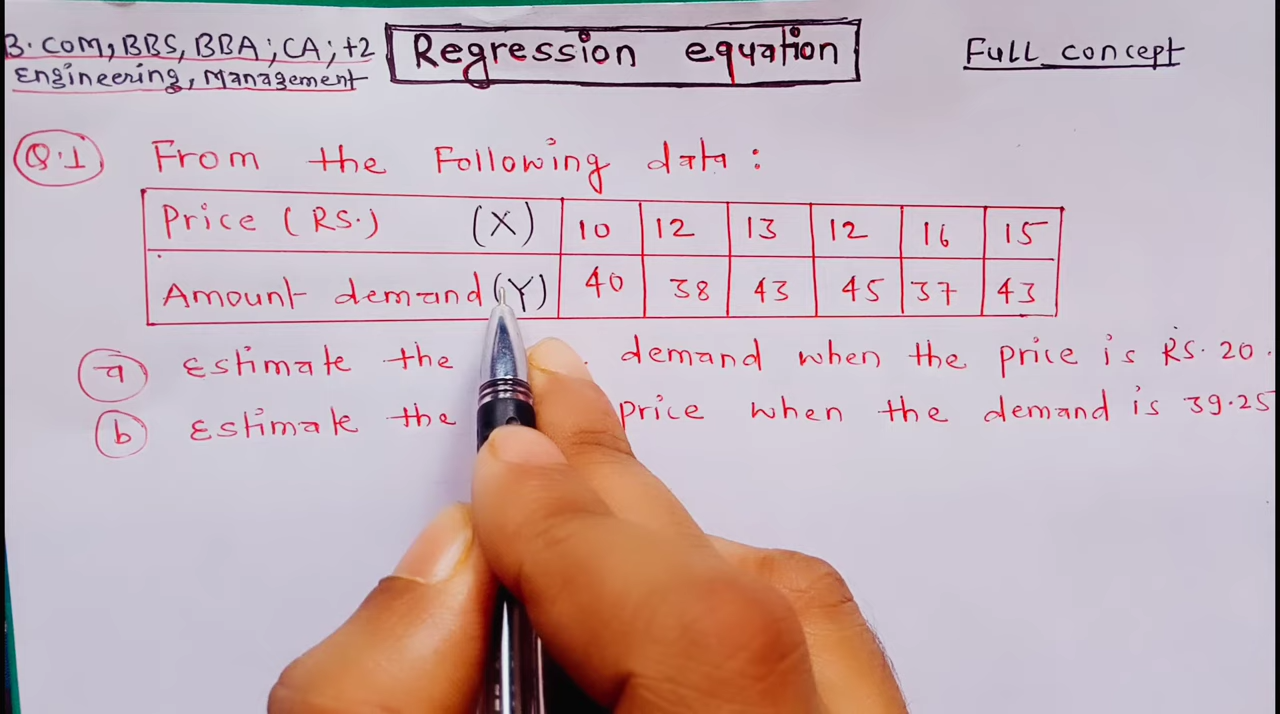 B.COM, BBS, BBA, CA, +2
Engineering, Management
Regression equation
Full concept
Q.1 From the Following data:
Price (RS.) (X) 10 12 13 12 16 15
Amount demand (Y) 40 38 43 45 37 43
a Estimate the demand when the price is RS. 20.
b Estimate the price when the demand is 39.25